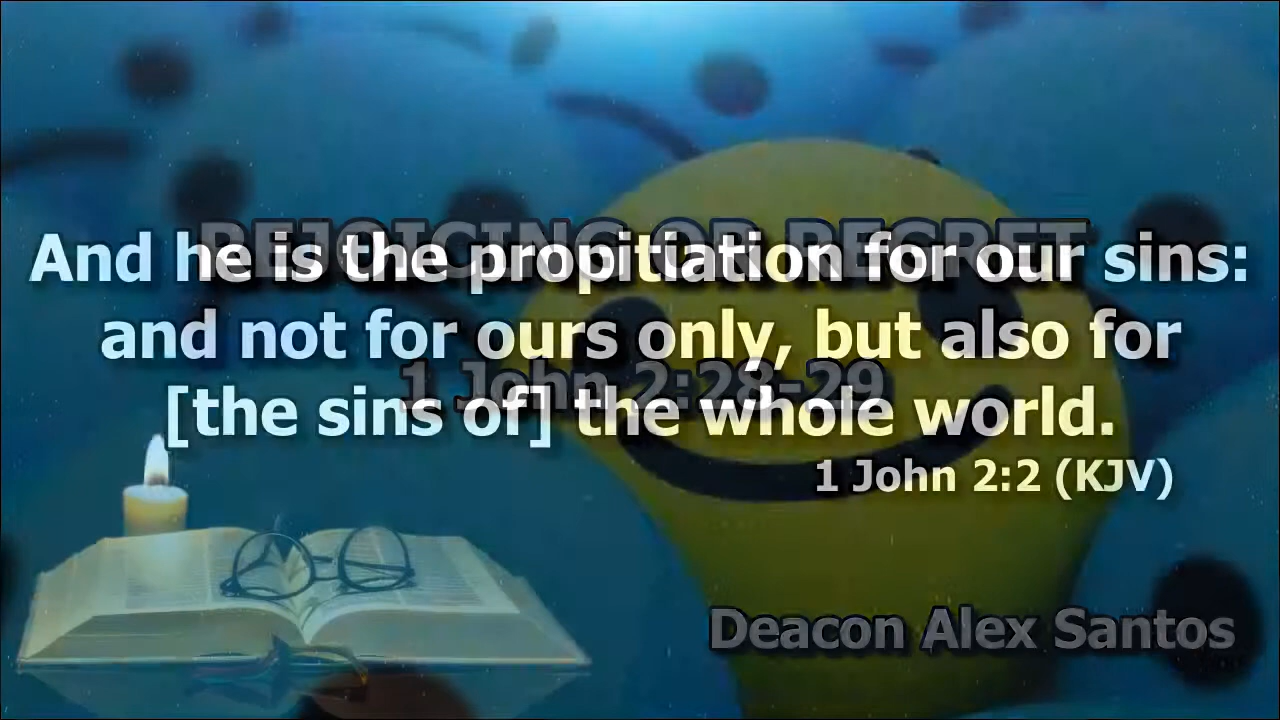 REJOICING OR REGRET
And he is the propitiation for our sins:
and not for ours only, but also for
1 John 2:28-29
[the sins of] the whole world.
1 John 2:2 (KJV)
Deacon Alex Santos